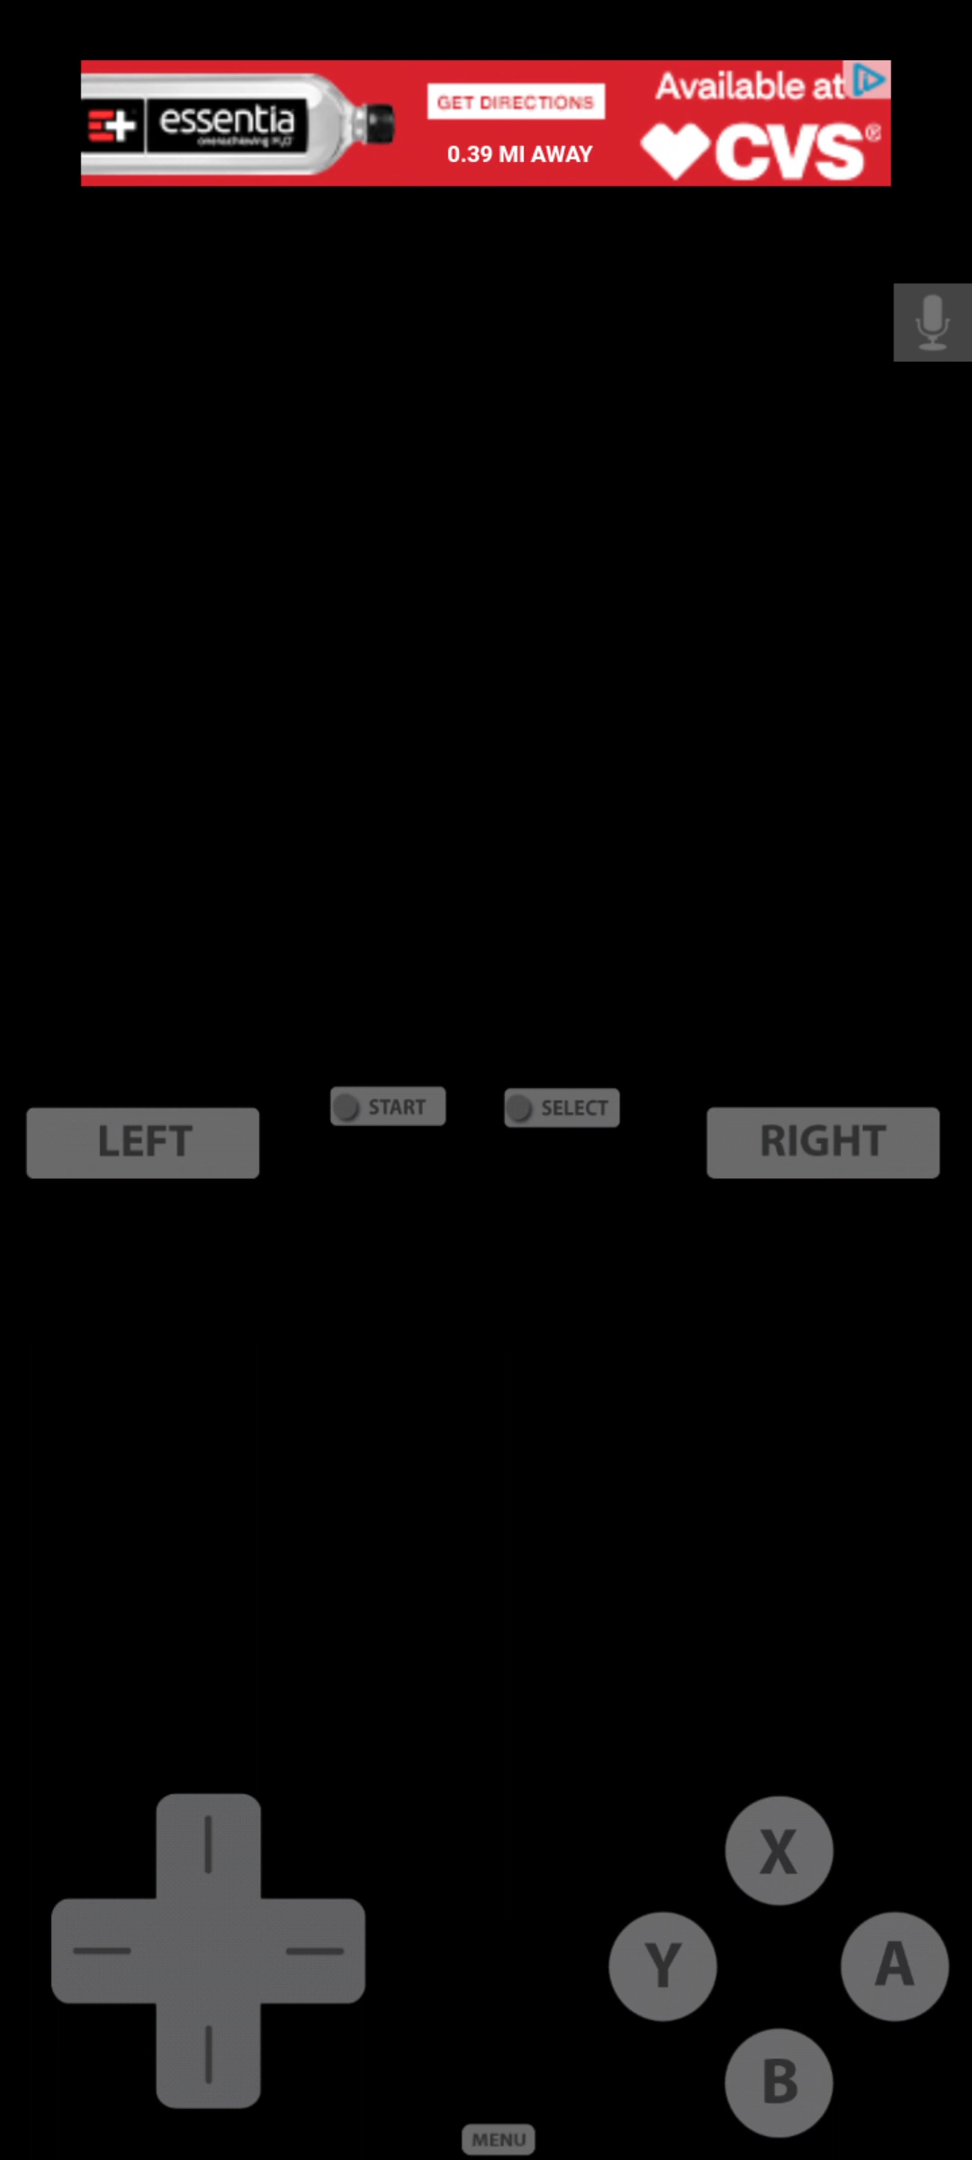 essentia
GET DIRECTIONS
0.39 MI AWAY
Available at
CVS®
START
SELECT
LEFT
RIGHT
X
Y
A
B
MENU